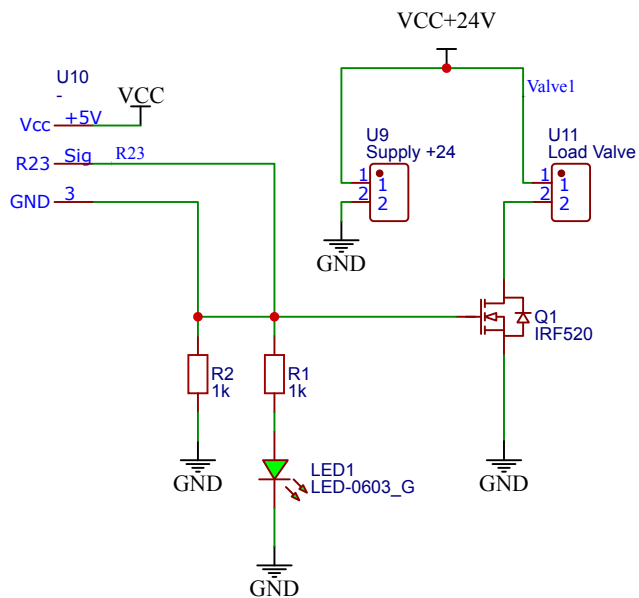 VCC+24V
U10
-
VCC
Vcc
+5V
R23
Sig
R23
GND
3
Valve1
U9
Supply +24
1
1
2
2
GND
U11
Load Valve
1
1
2
2
Q1
IRF520
R2
1k
R1
1k
GND
GND
LED1
LED-0603_G
GND